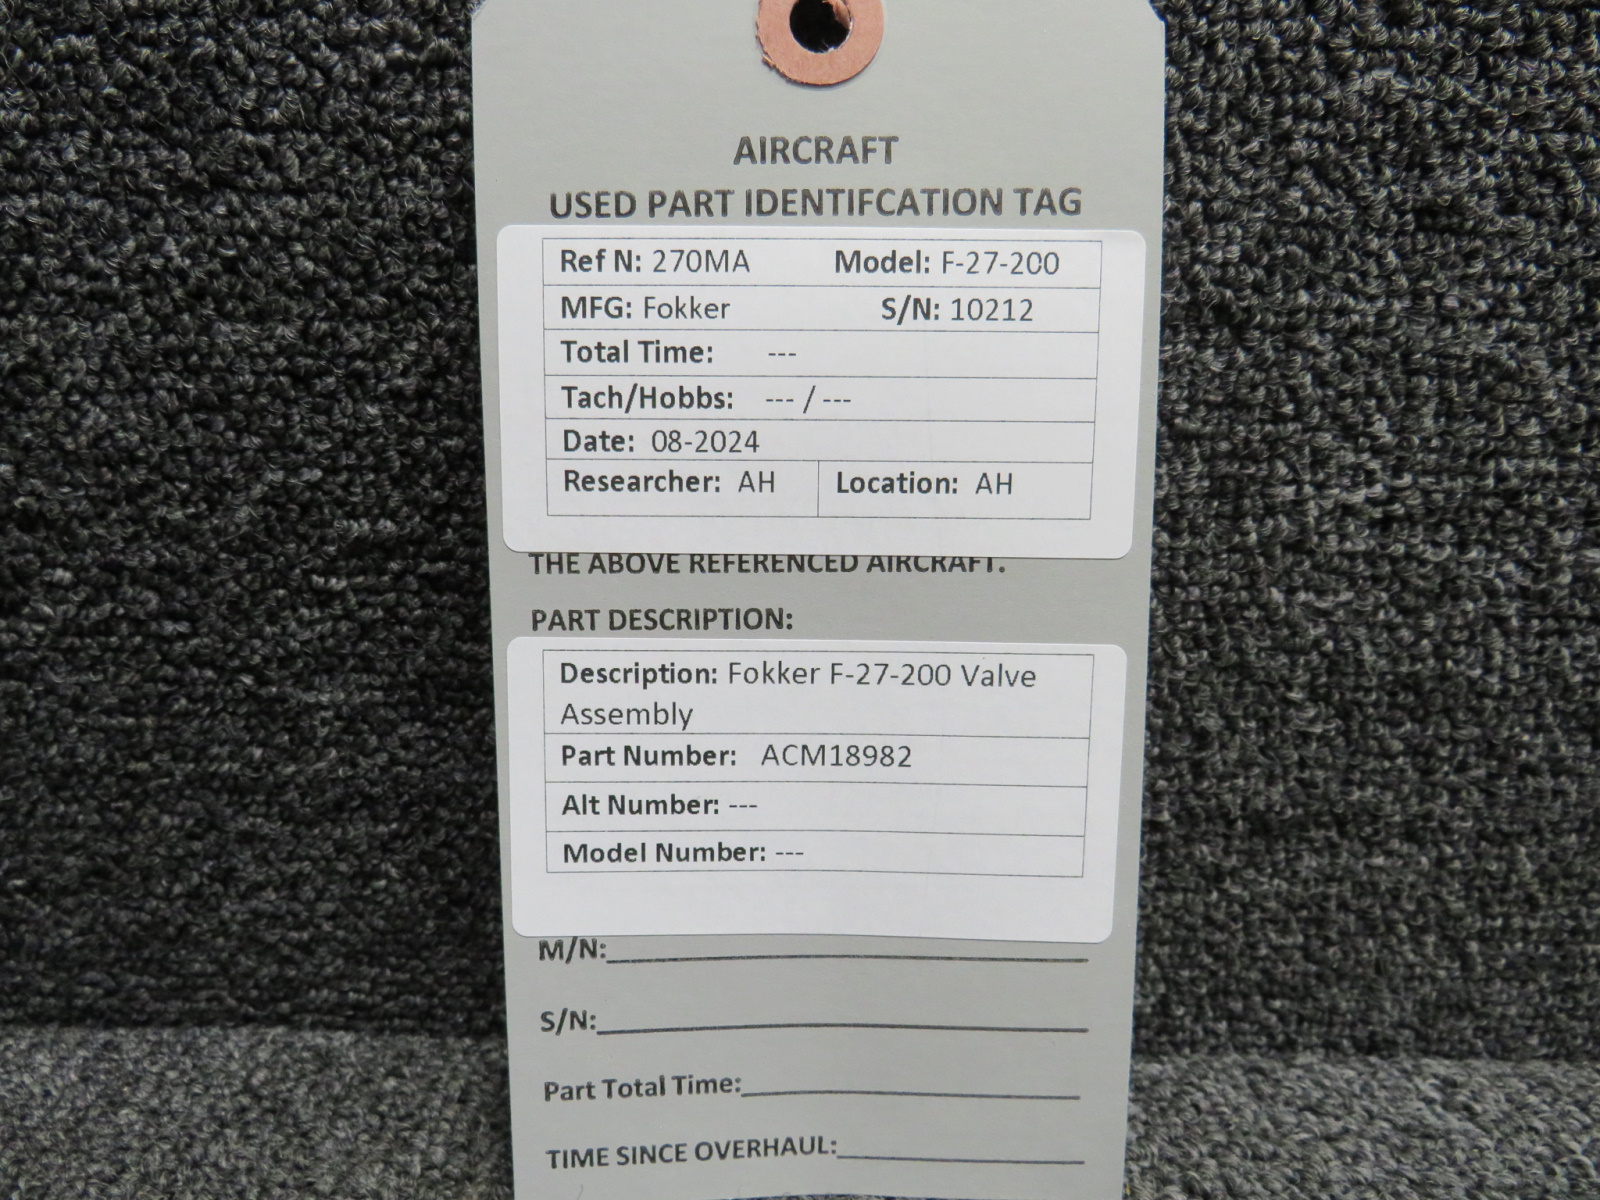 AIRCRAFT
USED PART IDENTIFCATION TAG
Ref N: 270MA Model: F-27-200
MFG: Fokker S/N: 10212
Total Time: ---
Tach/Hobbs: --- / ---
Date: 08-2024
Researcher: AH Location: AH
THE ABOVE REFERENCED AIRCRAFT.
PART DESCRIPTION:
Description: Fokker F-27-200 Valve
Assembly
Part Number: ACM18982
Alt Number: ---
Model Number: ---
M/N:
S/N:
Part Total Time:
TIME SINCE OVERHAUL: